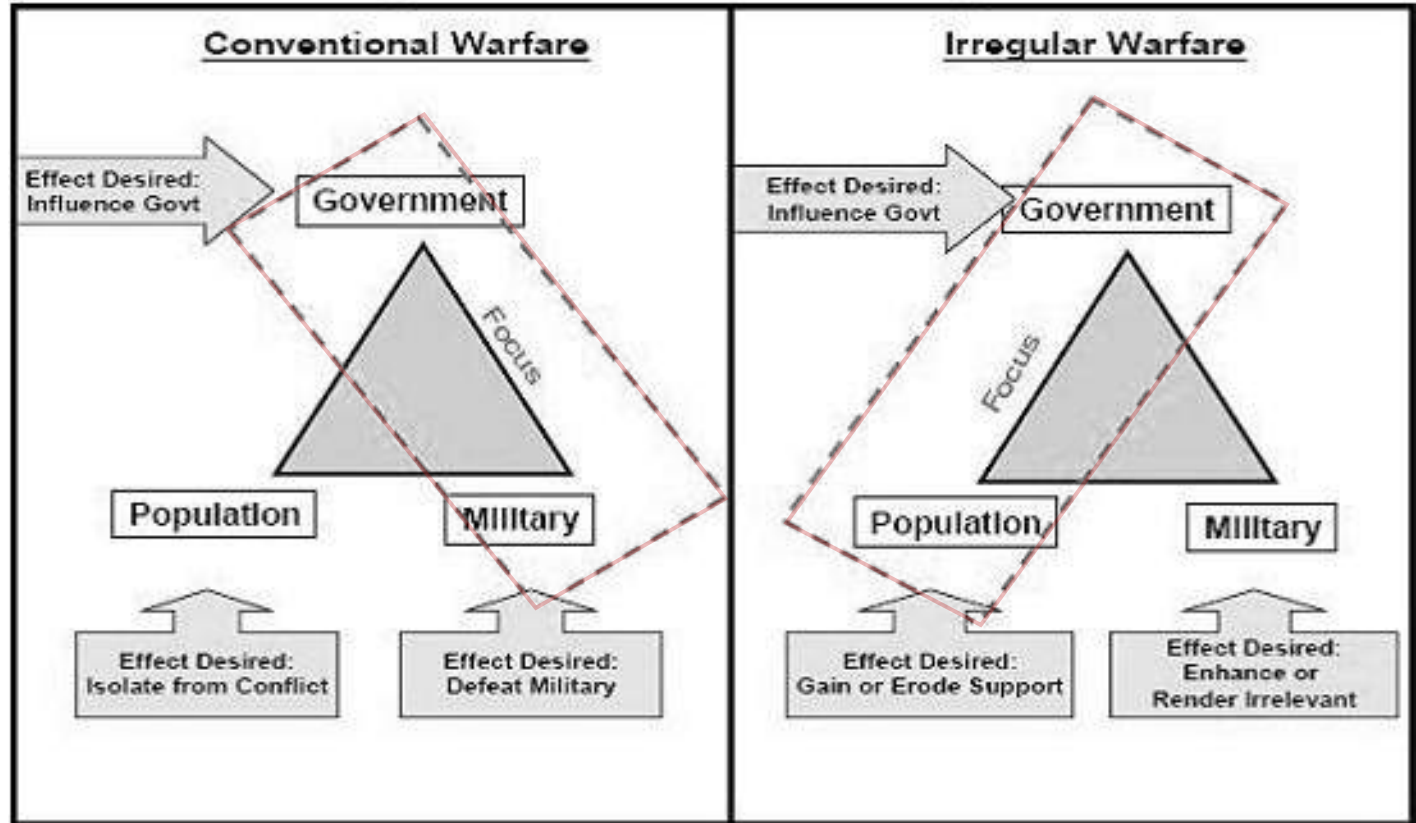 Conventional Warfare
Effect Desired:
Influence Govt
Government
Focus
Population
Military
Effect Desired:
Isolate from Conflict
Effect Desired:
Defeat Military
Irregular Warfare
Effect Desired:
Influence Govt
Government
Focus
Population
Military
Effect Desired:
Gain or Erode Support
Effect Desired:
Enhance or
Render Irrelevant